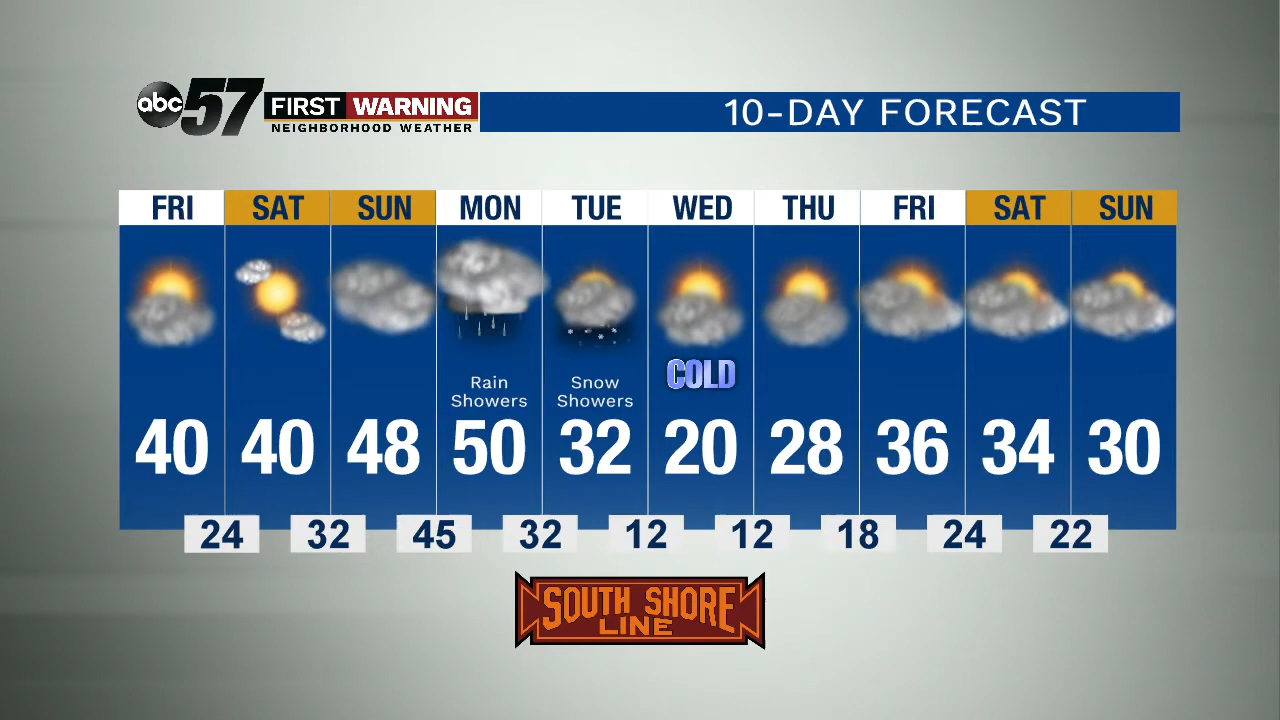 abc 57 FIRST WARNING
NEIGHBORHOOD WEATHER
10-DAY FORECAST
FRI SAT SUN MON TUE WED THU FRI SAT SUN
COLD
Rain Showers
Snow Showers
40 40 48 50 32 20 28 36 34 30
24 32 45 32 12 12 18 24 22
SOUTH SHORE
LINE